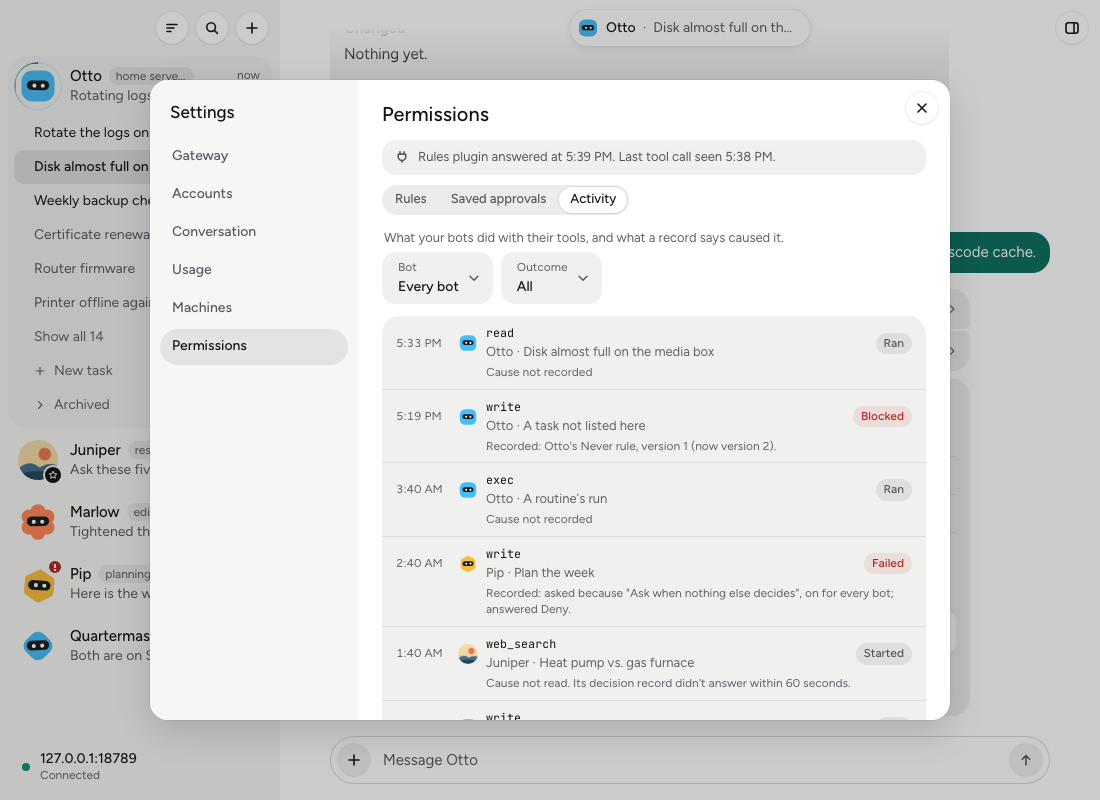 Otto · Disk almost full on th...
Nothing yet.
Otto home serve... now
Rotating logs
Rotate the logs on
Disk almost full on
Weekly backup che
Certificate renewa
Router firmware
Printer offline again
Show all 14
New task
Archived
Juniper res
Ask these fiv
Marlow edi
Tightened th
Pip planning
Here is the w
Quartermas
Both are on S
127.0.0.1:18789
Connected
Settings
Gateway
Accounts
Conversation
Usage
Machines
Permissions
Permissions
Rules plugin answered at 5:39 PM. Last tool call seen 5:38 PM.
Rules Saved approvals Activity
What your bots did with their tools, and what a record says caused it.
Bot
Every bot
Outcome
All
read
5:33 PM Ran
Otto · Disk almost full on the media box
Cause not recorded
write
5:19 PM Blocked
Otto · A task not listed here
Recorded: Otto's Never rule, version 1 (now version 2).
exec
3:40 AM Ran
Otto · A routine's run
Cause not recorded
write
2:40 AM Failed
Pip · Plan the week
Recorded: asked because "Ask when nothing else decides", on for every bot;
answered Deny.
web_search
1:40 AM Started
Juniper · Heat pump vs. gas furnace
Cause not read. Its decision record didn't answer within 60 seconds.
write
scode cache.
Message Otto